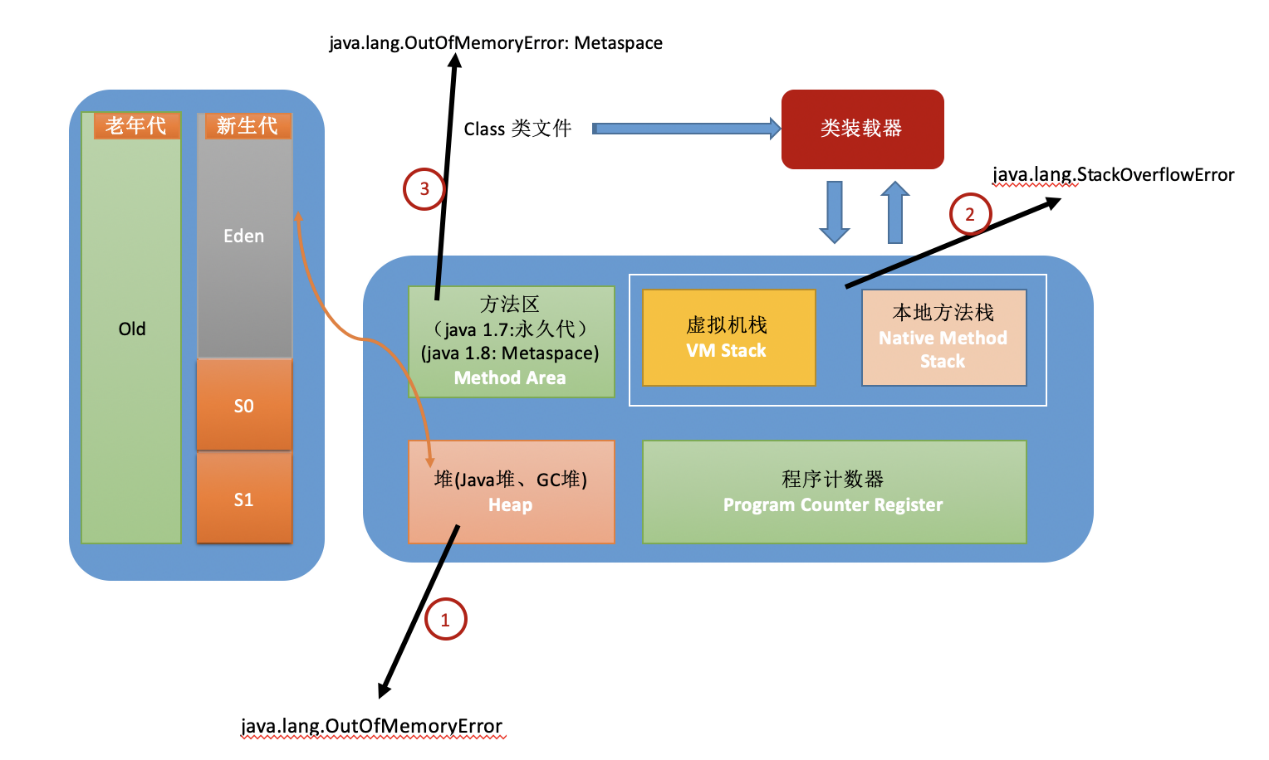 java.lang.OutOfMemoryError: Metaspace
Class 类文件
类装载器
java.lang.StackOverflowError
老年代
新生代
3
2
Eden
Old
S0
S1
方法区
（java 1.7:永久代）
(java 1.8: Metaspace)
Method Area
虚拟机栈
VM Stack
本地方法栈
Native Method
Stack
堆(Java堆、GC堆)
Heap
程序计数器
Program Counter Register
1
java.lang.OutOfMemoryError